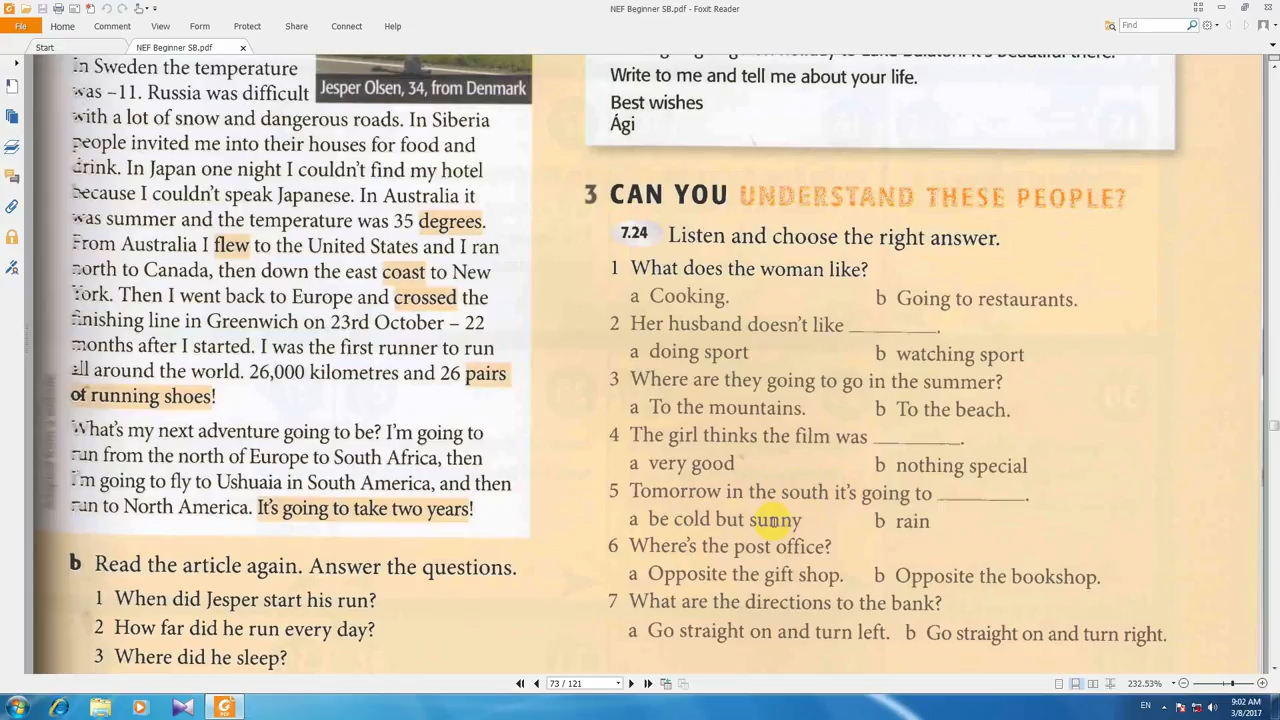 NEF Beginner SB.pdf - Foxit Reader
File Home Comment View Form Protect Share Connect Help
Find
Start NEF Beginner SB.pdf
In Sweden the temperature
was –11. Russia was difficult
with a lot of snow and dangerous roads. In Siberia
people invited me into their houses for food and
drink. In Japan one night I couldn't find my hotel
because I couldn't speak Japanese. In Australia it
was summer and the temperature was 35 degrees.
From Australia I flew to the United States and I ran
north to Canada, then down the east coast to New
York. Then I went back to Europe and crossed the
finishing line in Greenwich on 23rd October – 22
months after I started. I was the first runner to run
all around the world. 26,000 kilometres and 26 pairs
of running shoes!
What's my next adventure going to be? I'm going to
run from the north of Europe to South Africa, then
I'm going to fly to Ushuaia in South America, and then
run to North America. It's going to take two years!
Jesper Olsen, 34, from Denmark
b Read the article again. Answer the questions.
1 When did Jesper start his run?
2 How far did he run every day?
3 Where did he sleep?
Write to me and tell me about your life.
Best wishes
Ági
3 CAN YOU UNDERSTAND THESE PEOPLE?
7.24 Listen and choose the right answer.
1 What does the woman like?
a Cooking. b Going to restaurants.
2 Her husband doesn't like ________.
a doing sport b watching sport
3 Where are they going to go in the summer?
a To the mountains. b To the beach.
4 The girl thinks the film was ________.
a very good b nothing special
5 Tomorrow in the south it's going to ________.
a be cold but sunny b rain
6 Where's the post office?
a Opposite the gift shop. b Opposite the bookshop.
7 What are the directions to the bank?
a Go straight on and turn left. b Go straight on and turn right.
73 / 121
232.53%
EN
9:02 AM
3/8/2017